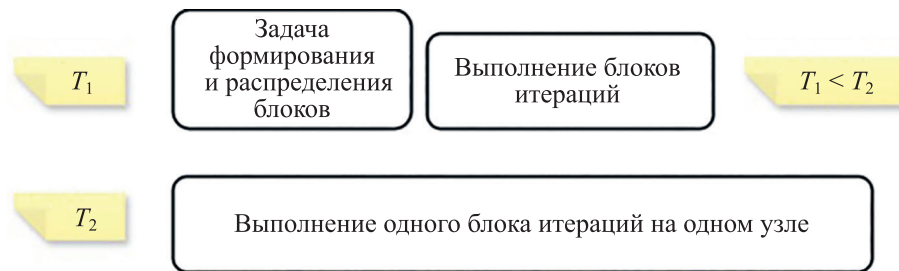 Задача
формирования
и распределения
блоков
T₁
Выполнение блоков
итераций
T₁ < T₂
T₂
Выполнение одного блока итераций на одном узле